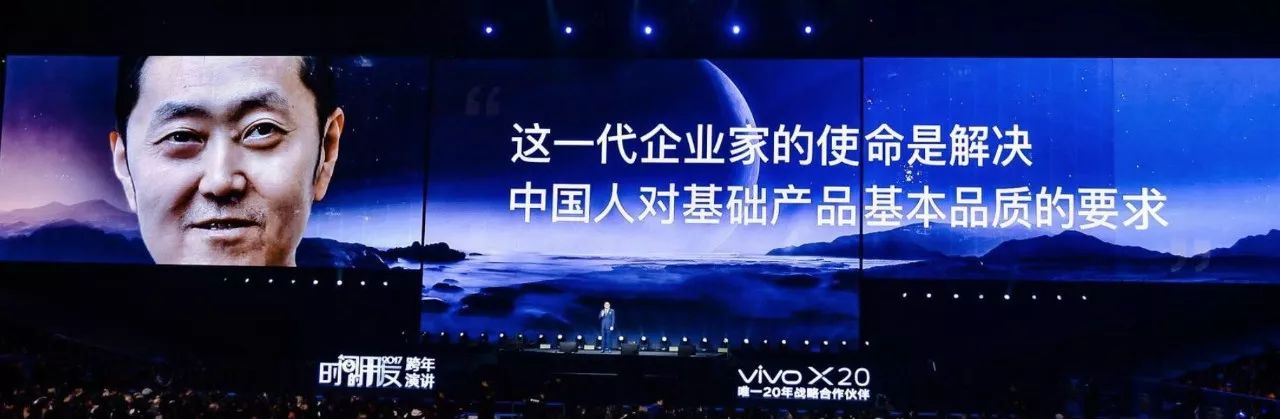 “
这一代企业家的使命是解决
中国人对基础产品基本品质的要求
”
时间的朋友 2017 跨年
演讲
vivo X20
唯一20年战略合作伙伴